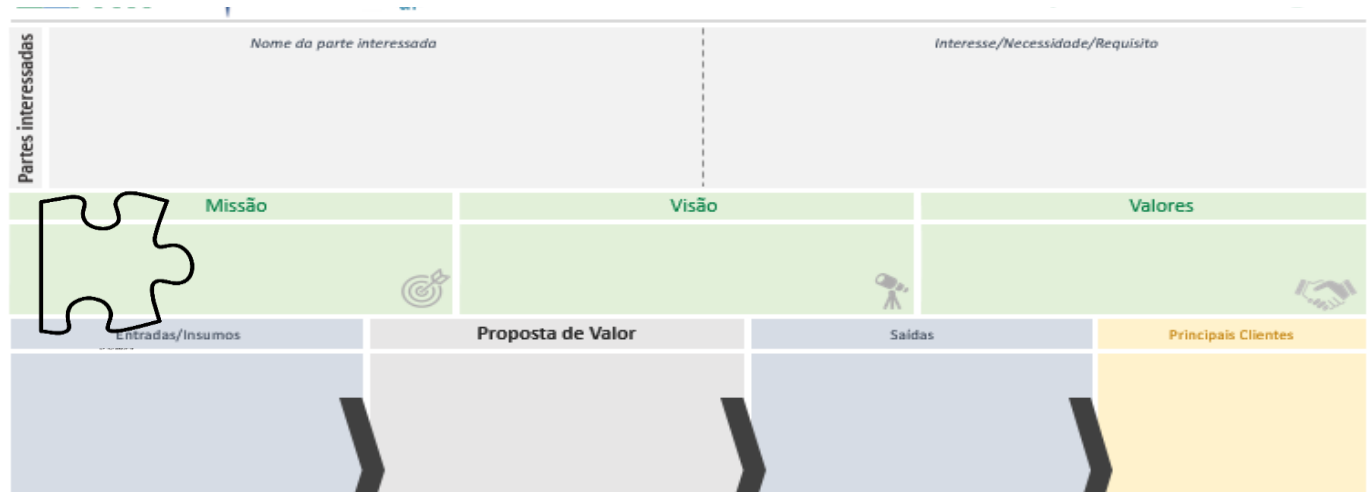 Partes interessadas
Nome da parte interessada
Interesse/Necessidade/Requisito
Missão
Visão
Valores
Entradas/Insumos
Proposta de Valor
Saídas
Principais Clientes